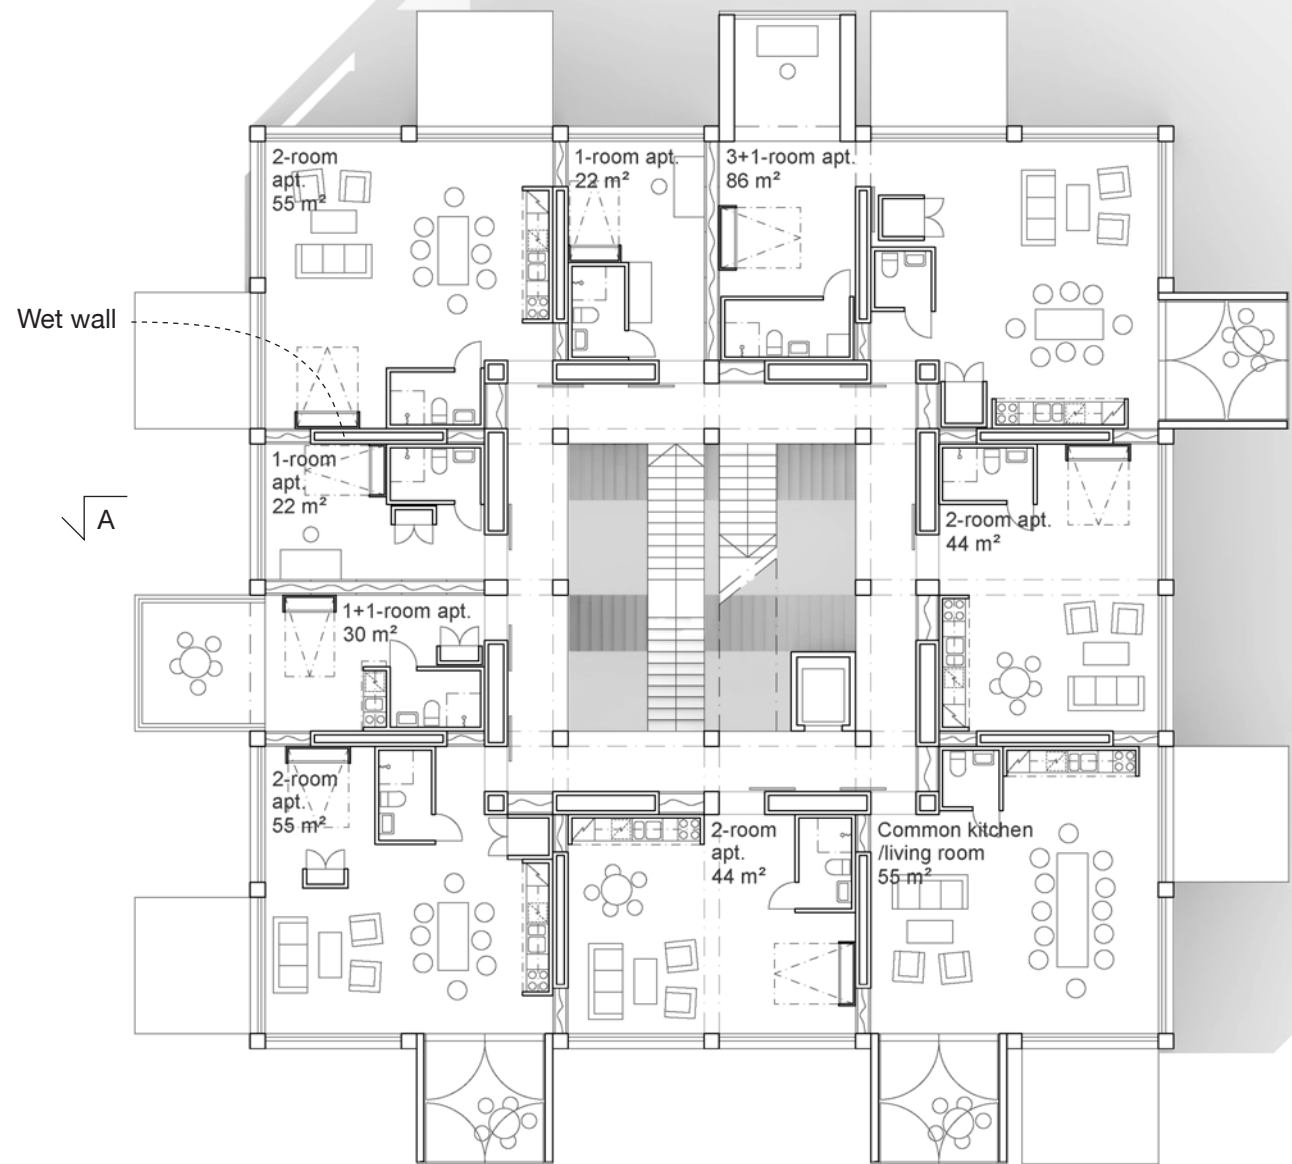 2-room
apt.
55 m²
1-room apt.
22 m²
3+1-room apt.
86 m²
Wet wall
1-room
apt.
22 m²
A
2-room apt.
44 m²
1+1-room apt.
30 m²
2-room
apt.
55 m²
2-room
apt.
44 m²
Common kitchen
/living room
55 m²